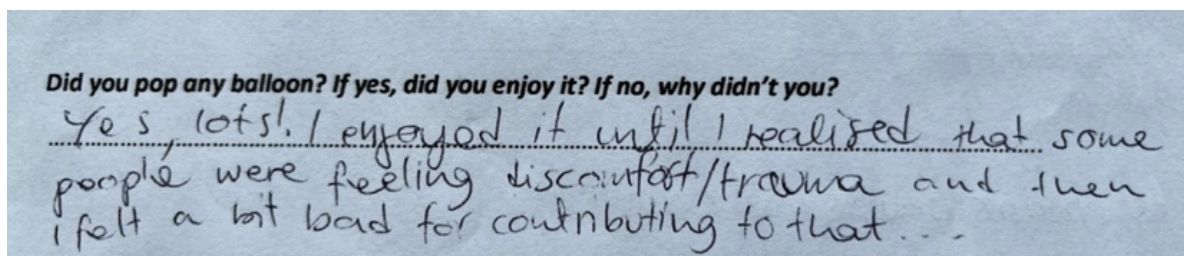 Did you pop any balloon? If yes, did you enjoy it? If no, why didn't you?
Yes, lots! I enjoyed it until I realised that some
people were feeling discomfort/trauma and then
I felt a bit bad for contributing to that....